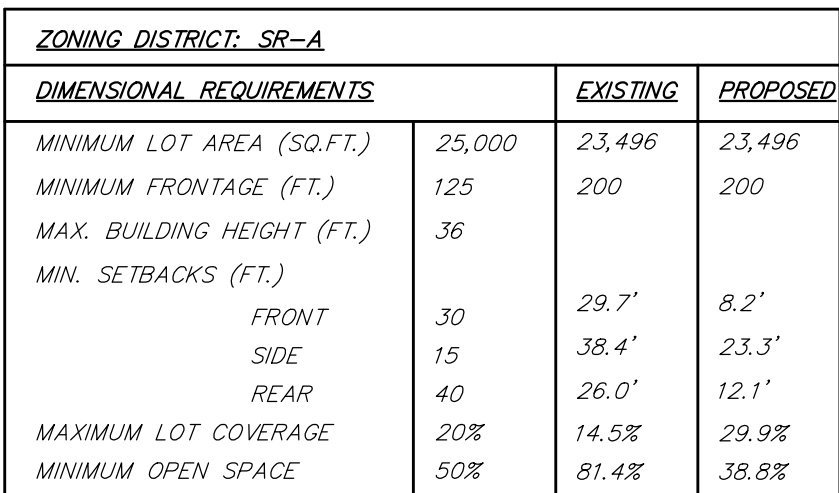 ZONING DISTRICT: SR-A
DIMENSIONAL REQUIREMENTS EXISTING PROPOSED
MINIMUM LOT AREA (SQ.FT.) 25,000 23,496 23,496
MINIMUM FRONTAGE (FT.) 125 200 200
MAX. BUILDING HEIGHT (FT.) 36
MIN. SETBACKS (FT.)
FRONT 30 29.7' 8.2'
SIDE 15 38.4' 23.3'
REAR 40 26.0' 12.1'
MAXIMUM LOT COVERAGE 20% 14.5% 29.9%
MINIMUM OPEN SPACE 50% 81.4% 38.8%